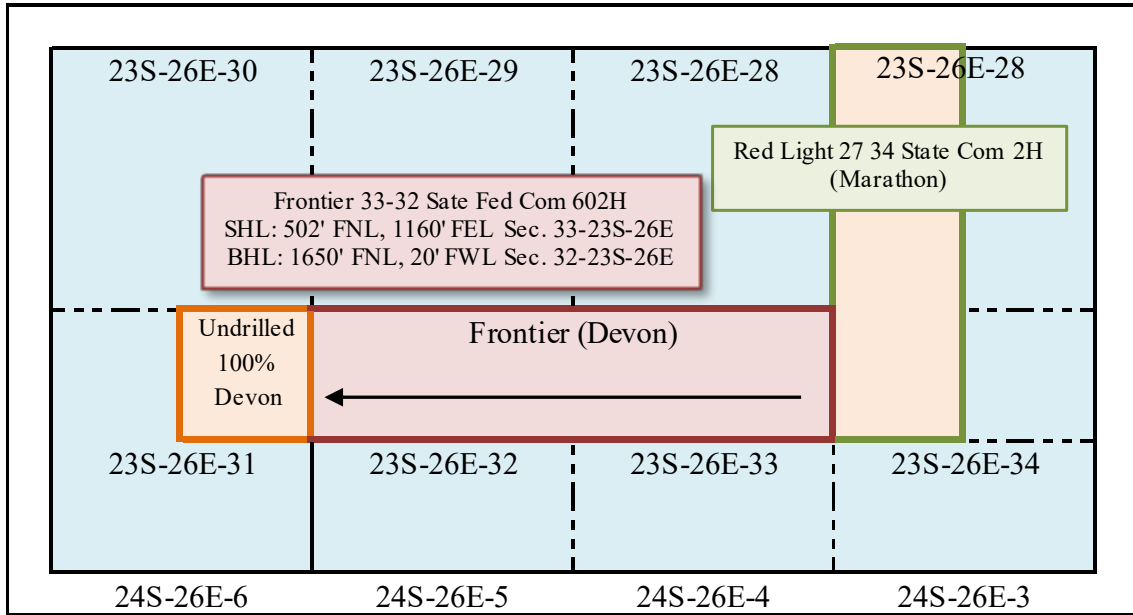 23S-26E-30
23S-26E-29
23S-26E-28
23S-26E-28
Red Light 27 34 State Com 2H
(Marathon)
Frontier 33-32 Sate Fed Com 602H
SHL: 502' FNL, 1160' FEL Sec. 33-23S-26E
BHL: 1650' FNL, 20' FWL Sec. 32-23S-26E
Undrilled
100%
Devon
Frontier (Devon)
23S-26E-31
23S-26E-32
23S-26E-33
23S-26E-34
24S-26E-6
24S-26E-5
24S-26E-4
24S-26E-3